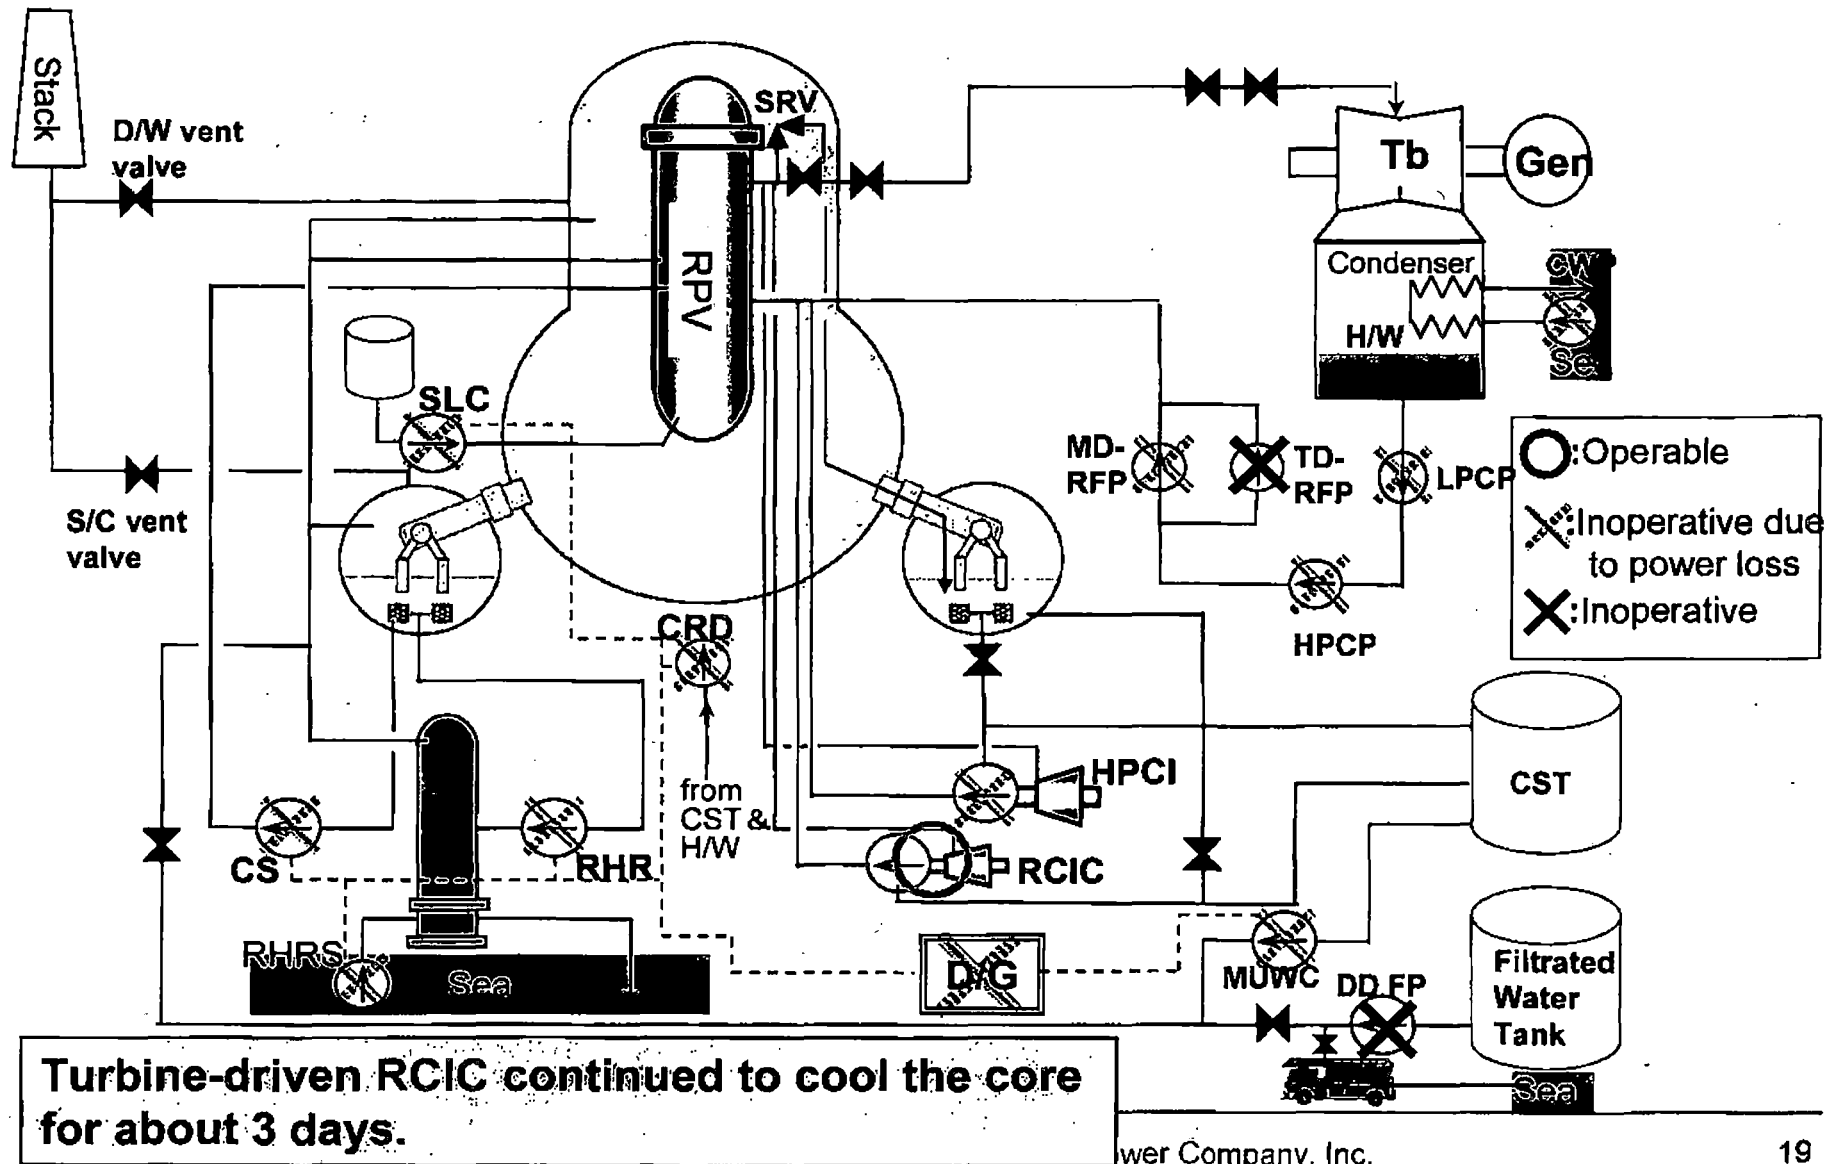 Stack
D/W vent
valve
SRV
Tb
Gen
RPV
Condenser
CW
H/W
SLC
MD-
RFP
TD-
RFP
LPCP
:Operable
:Inoperative due
to power loss
:Inoperative
S/C vent
valve
HPCP
CRD
from
CST &
H/W
HPCI
CST
CS
RHR
RCIC
RHRS
Sea
D/G
MUWC
DD FP
Filtrated
Water
Tank
Sea
Turbine-driven RCIC continued to cool the core
for about 3 days.
Company, Inc.
19